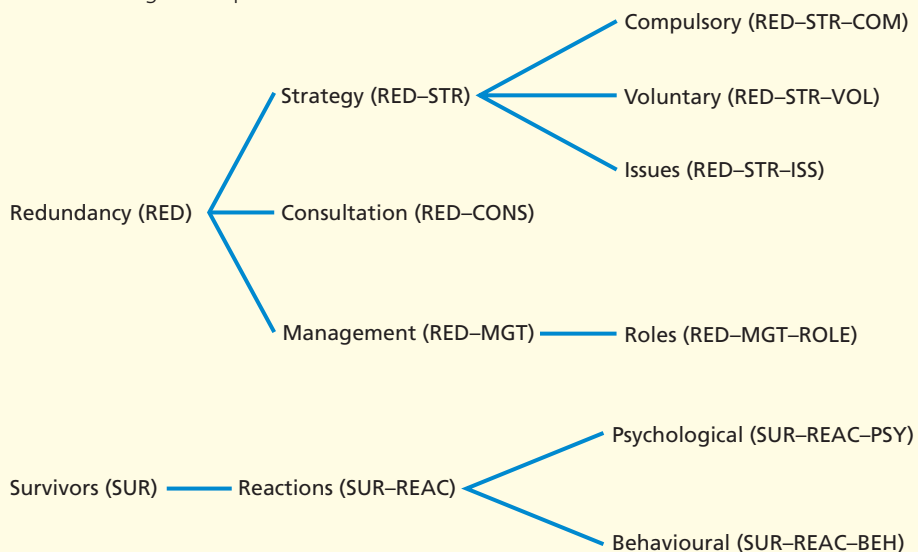 Compulsory (RED–STR–COM)
Strategy (RED–STR)
Voluntary (RED–STR–VOL)
Issues (RED–STR–ISS)
Redundancy (RED)
Consultation (RED–CONS)
Management (RED–MGT)
Roles (RED–MGT–ROLE)
Psychological (SUR–REAC–PSY)
Survivors (SUR)
Reactions (SUR–REAC)
Behavioural (SUR–REAC–BEH)